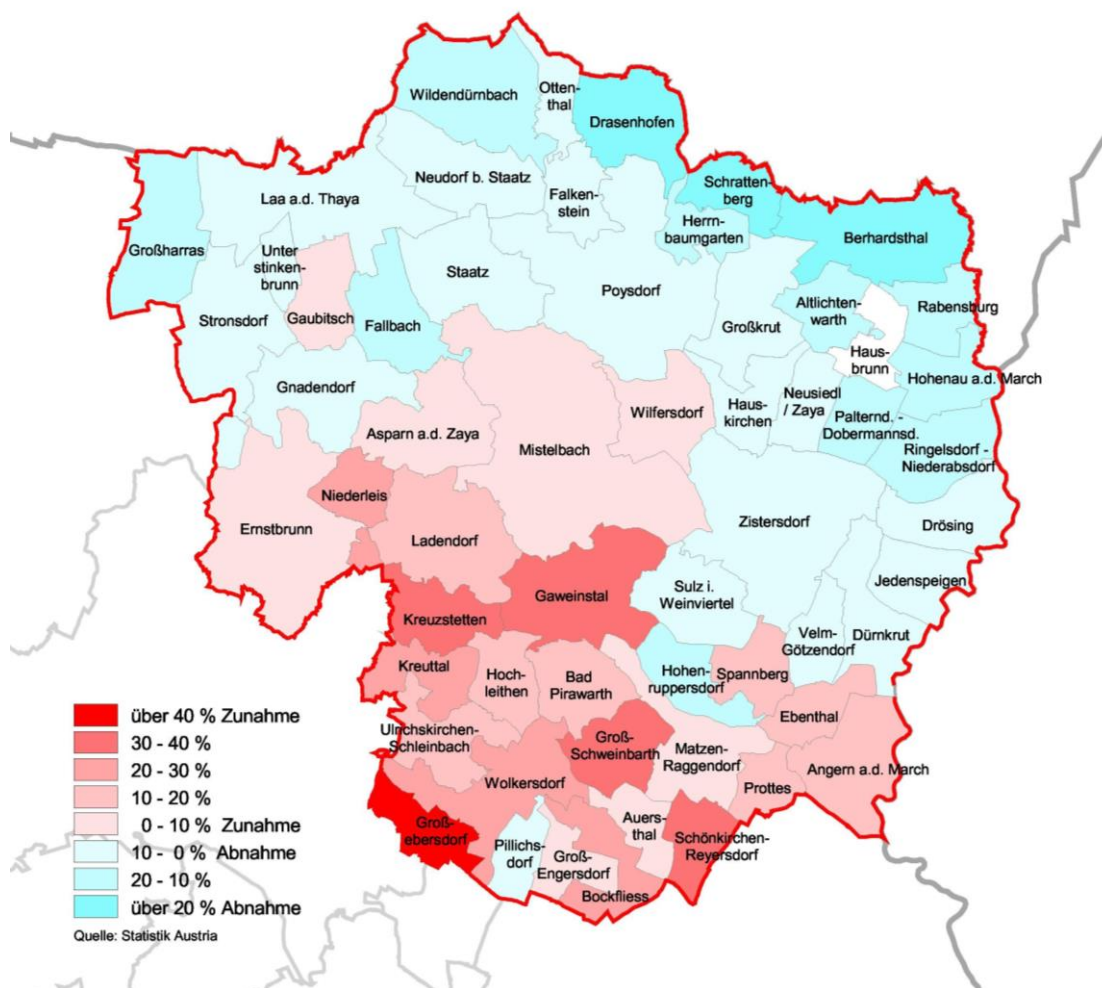 Wildendürnbach
Otten-
thal
Drasenhofen
Neudorf b. Staatz
Falken-
stein
Schratten-
berg
Laa a.d. Thaya
Herrn-
baumgarten
Berhardsthal
Großharras
Unter
stinken-
brunn
Staatz
Poysdorf
Altlichten-
warth
Rabensburg
Stronsdorf
Gaubitsch
Fallbach
Großkrut
Haus-
brunn
Hohenau a.d. March
Gnadendorf
Wilfersdorf
Haus-
kirchen
Neusiedl
/ Zaya
Palternd. -
Dobermannsd.
Asparn a.d. Zaya
Mistelbach
Ringelsdorf -
Niederabsdorf
Niederleis
Ernstbrunn
Ladendorf
Zistersdorf
Drösing
Gaweinstal
Sulz i.
Weinviertel
Jedenspeigen
Kreuzstetten
Velm-
Götzendorf
Dürnkrut
Kreuttal
Hoch-
leithen
Bad
Pirawarth
Hohen-
ruppersdorf
Spannberg
Ebenthal
Ulrichskirchen-
Schleinbach
Groß-
Schweinbarth
Matzen-
Raggendorf
Angern a.d. March
Wolkersdorf
Prottes
Groß-
ebersdorf
Pillichs-
dorf
Groß-
Engersdorf
Auers-
thal
Schönkirchen-
Reyersdorf
Bockfliess
über 40 % Zunahme
30 - 40 %
20 - 30 %
10 - 20 %
0 - 10 % Zunahme
10 - 0 % Abnahme
20 - 10 %
über 20 % Abnahme
Quelle: Statistik Austria